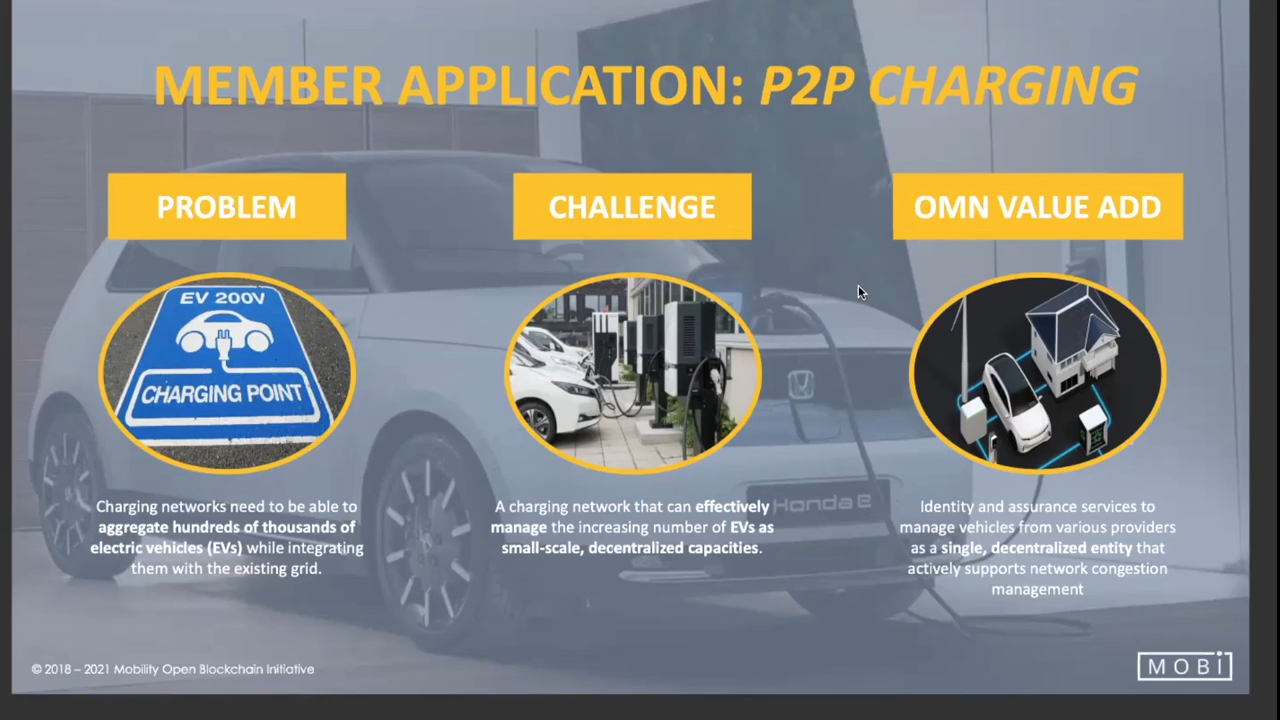 MEMBER APPLICATION: P2P CHARGING
PROBLEM
EV 200V
CHARGING POINT
Charging networks need to be able to
aggregate hundreds of thousands of
electric vehicles (EVs) while integrating
them with the existing grid.
CHALLENGE
A charging network that can effectively
manage the increasing number of EVs as
small-scale, decentralized capacities.
Honda e
OMN VALUE ADD
Identity and assurance services to
manage vehicles from various providers
as a single, decentralized entity that
actively supports network congestion
management
© 2018 – 2021 Mobility Open Blockchain Initiative
MOBI